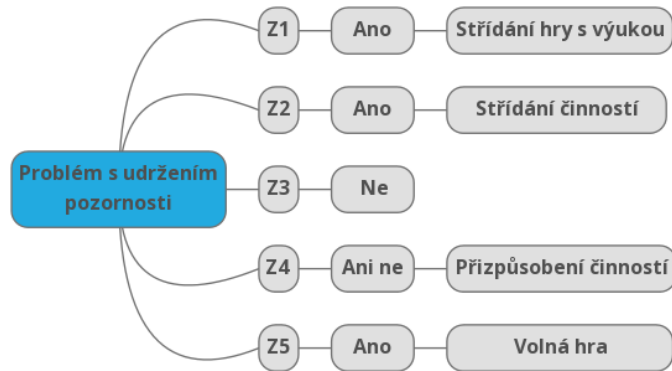 Problém s udržením
pozornosti
Z1 Ano Střídání hry s výukou
Z2 Ano Střídání činností
Z3 Ne
Z4 Ani ne Přizpůsobení činností
Z5 Ano Volná hra